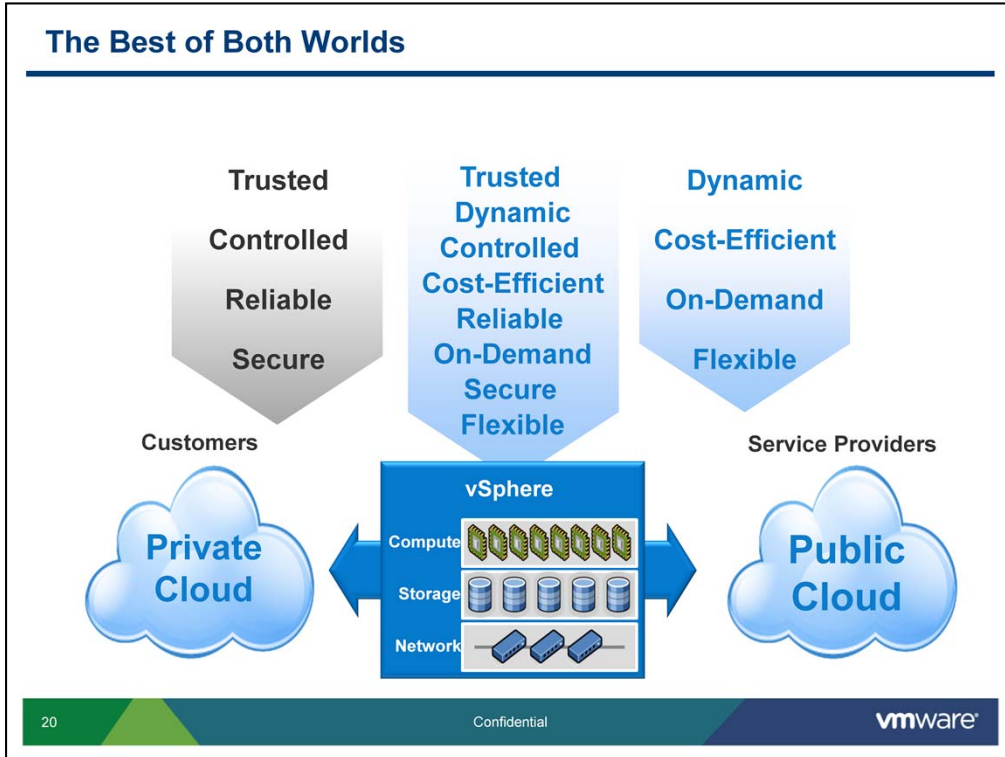 The Best of Both Worlds
Trusted
Controlled
Reliable
Secure
Trusted
Dynamic
Controlled
Cost-Efficient
Reliable
On-Demand
Secure
Flexible
Dynamic
Cost-Efficient
On-Demand
Flexible
Customers
Private
Cloud
vSphere
Compute
Storage
Network
Service Providers
Public
Cloud
20
Confidential
vmware®